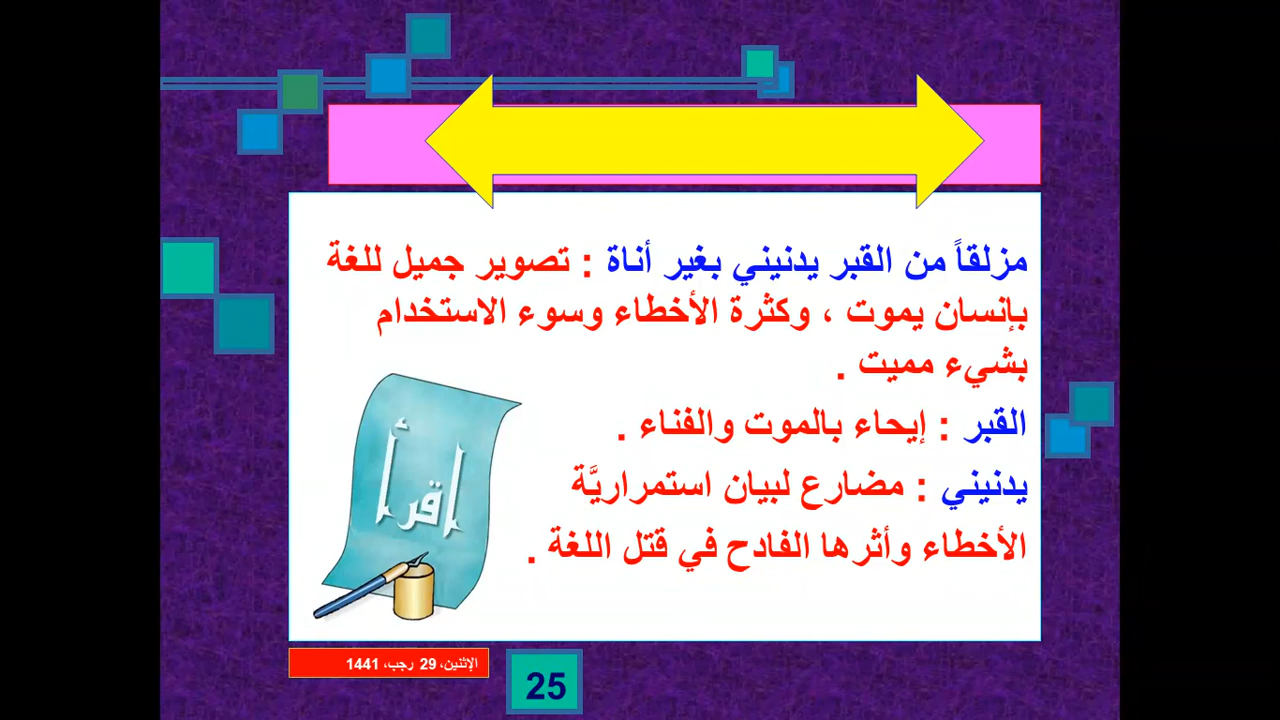 مزلقاً من القبر يدنيني بغير أناة : تصوير جميل للغة
بإنسان يموت ، وكثرة الأخطاء وسوء الاستخدام
بشيء مميت .
القبر : إيحاء بالموت والفناء .
يدنيني : مضارع لبيان استمراريَّة
الأخطاء وأثرها الفادح في قتل اللغة .
اقرأ
الإثنين، 29 رجب، 1441
25